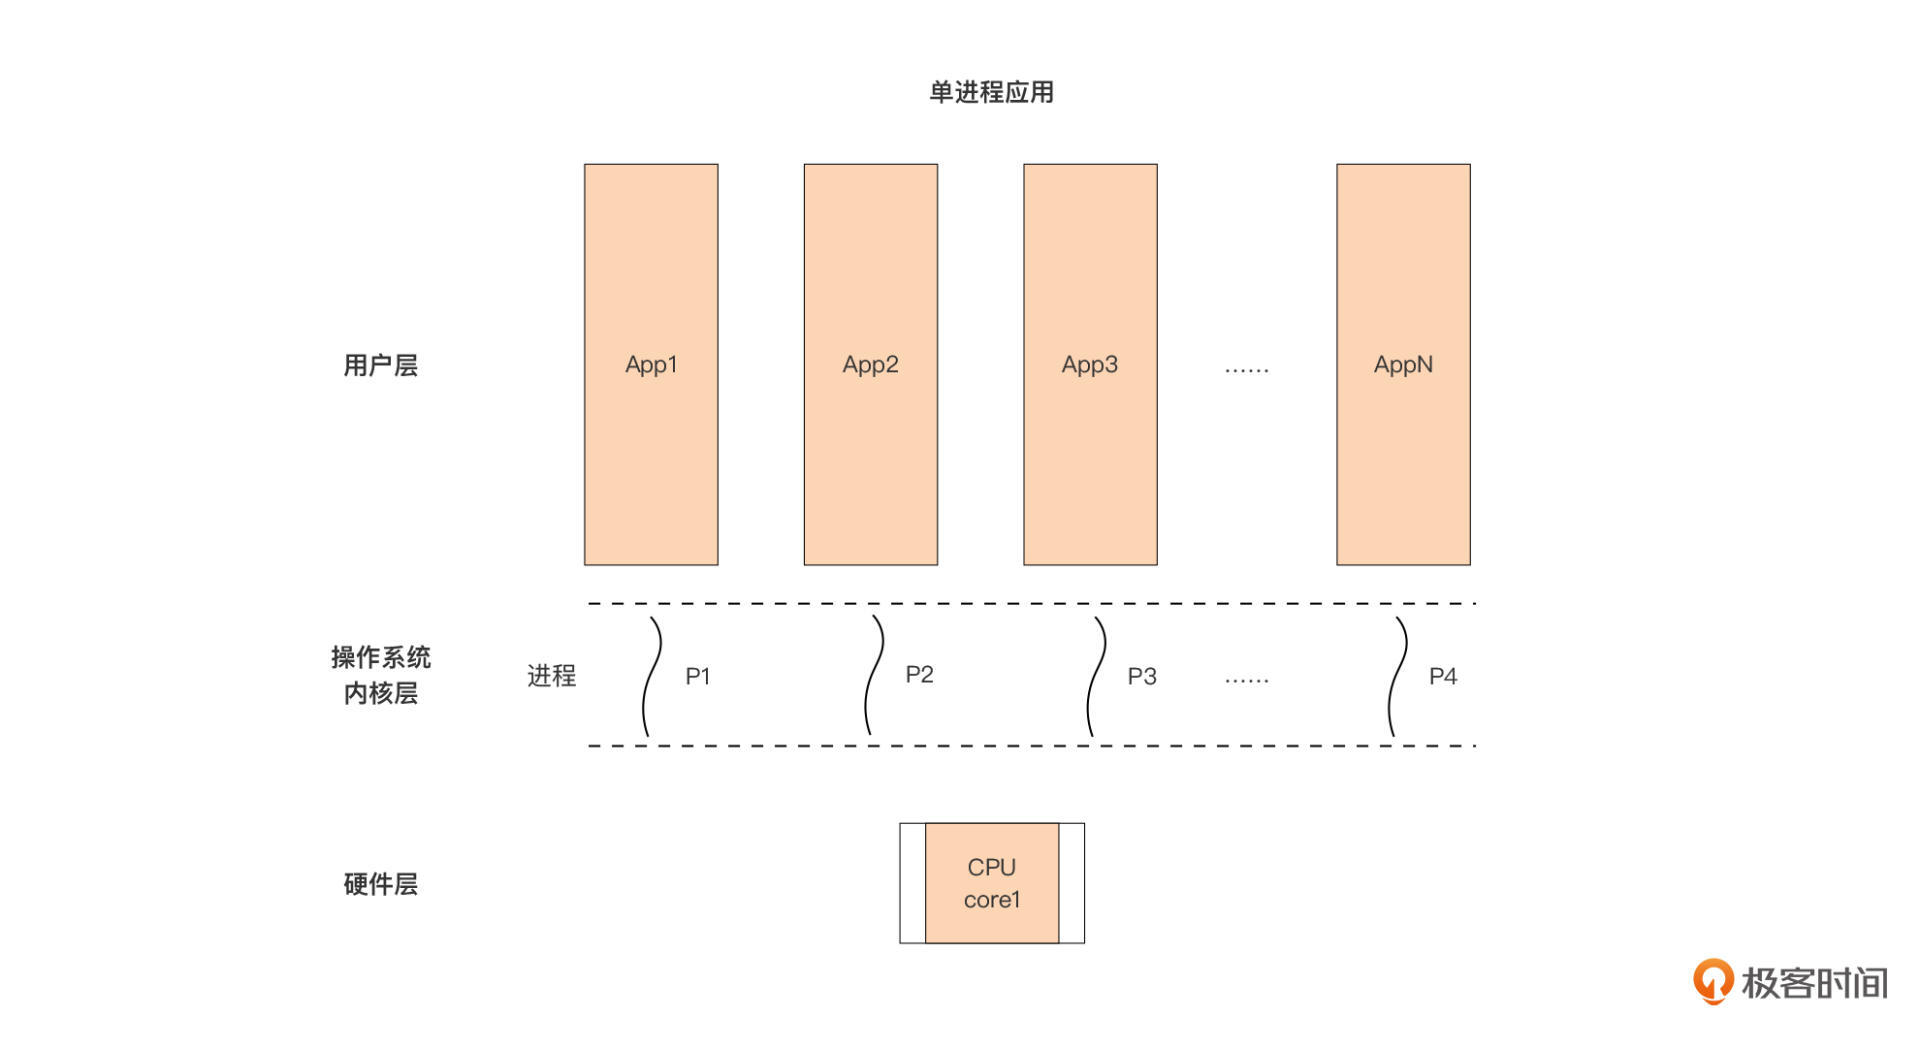 单进程应用
用户层
App1
App2
App3
……
AppN
操作系统
内核层
进程
P1
P2
P3
……
P4
硬件层
CPU
core1
极客时间